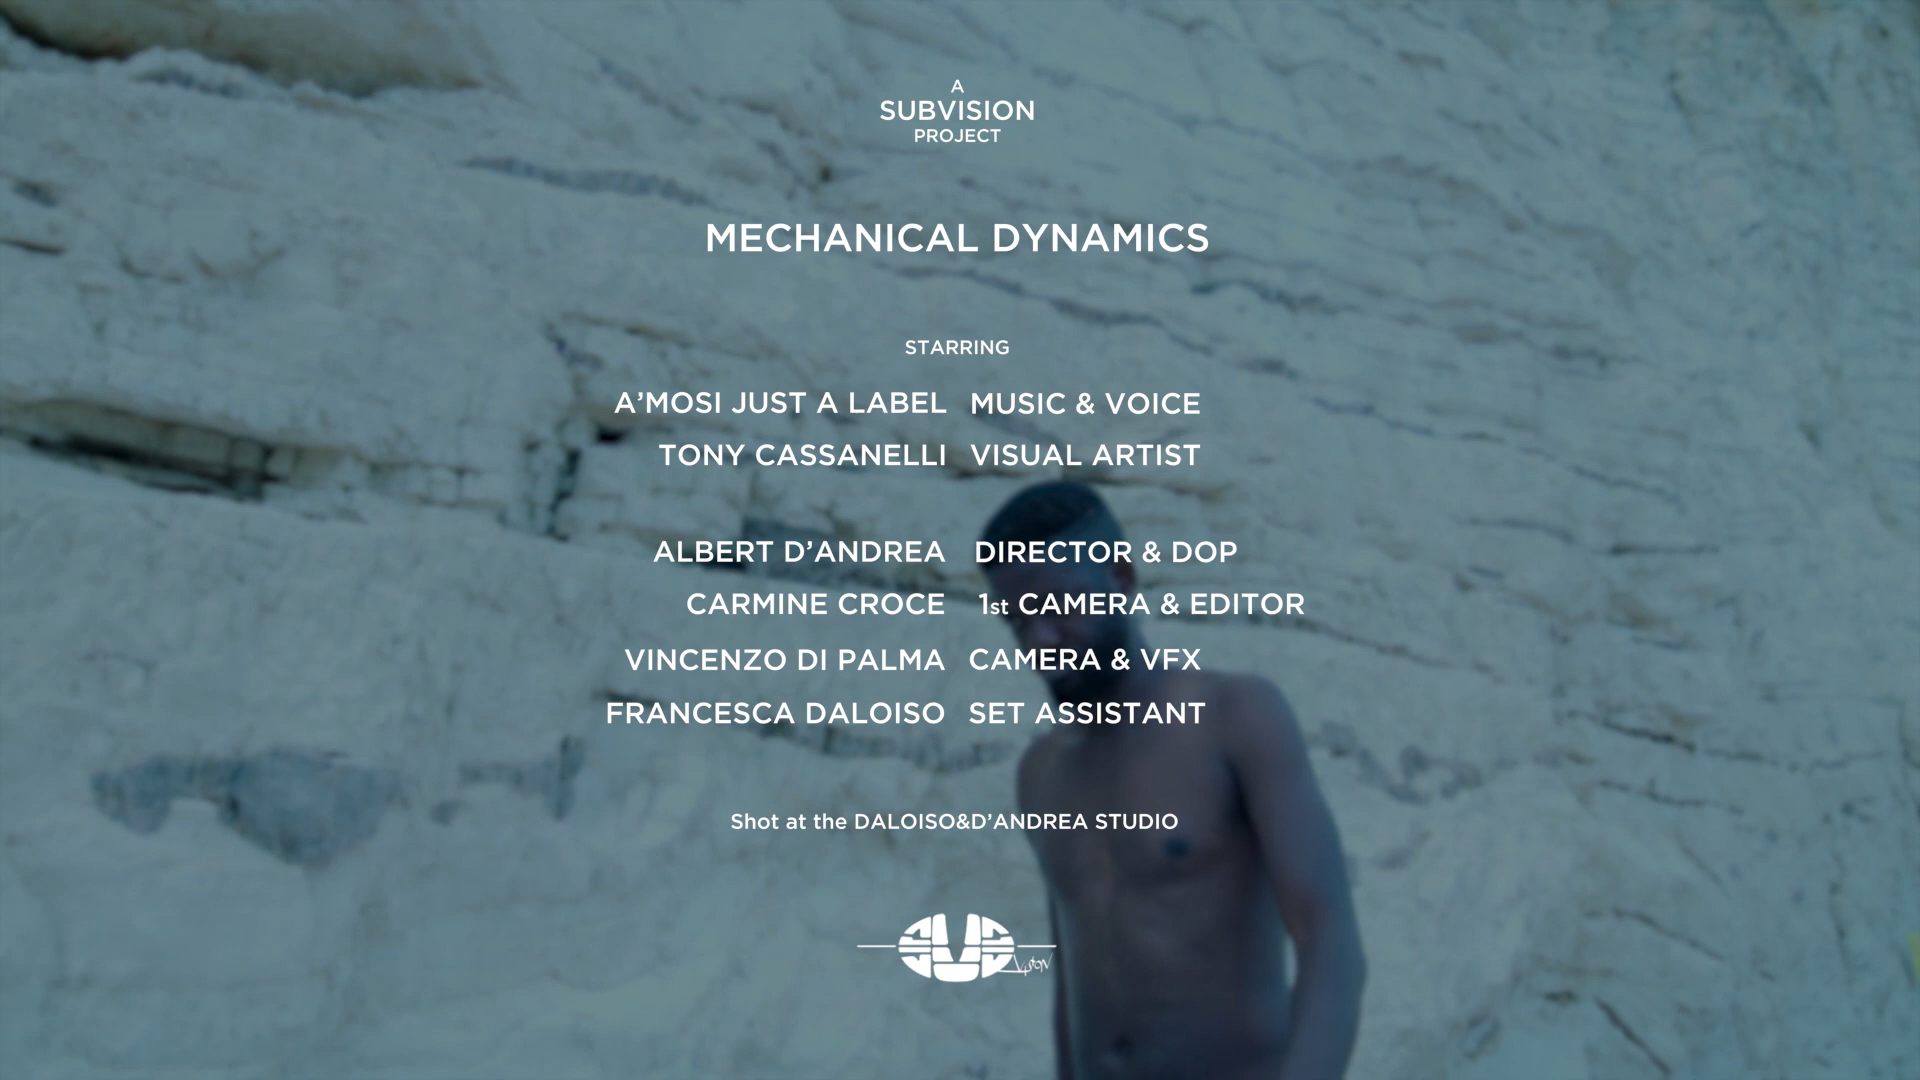 A
SUBVISION
PROJECT
MECHANICAL DYNAMICS
STARRING
A’MOSI JUST A LABEL MUSIC & VOICE
TONY CASSANELLI VISUAL ARTIST
ALBERT D’ANDREA DIRECTOR & DOP
CARMINE CROCE 1st CAMERA & EDITOR
VINCENZO DI PALMA CAMERA & VFX
FRANCESCA DALOISO SET ASSISTANT
Shot at the DALOISO&D’ANDREA STUDIO
SUB